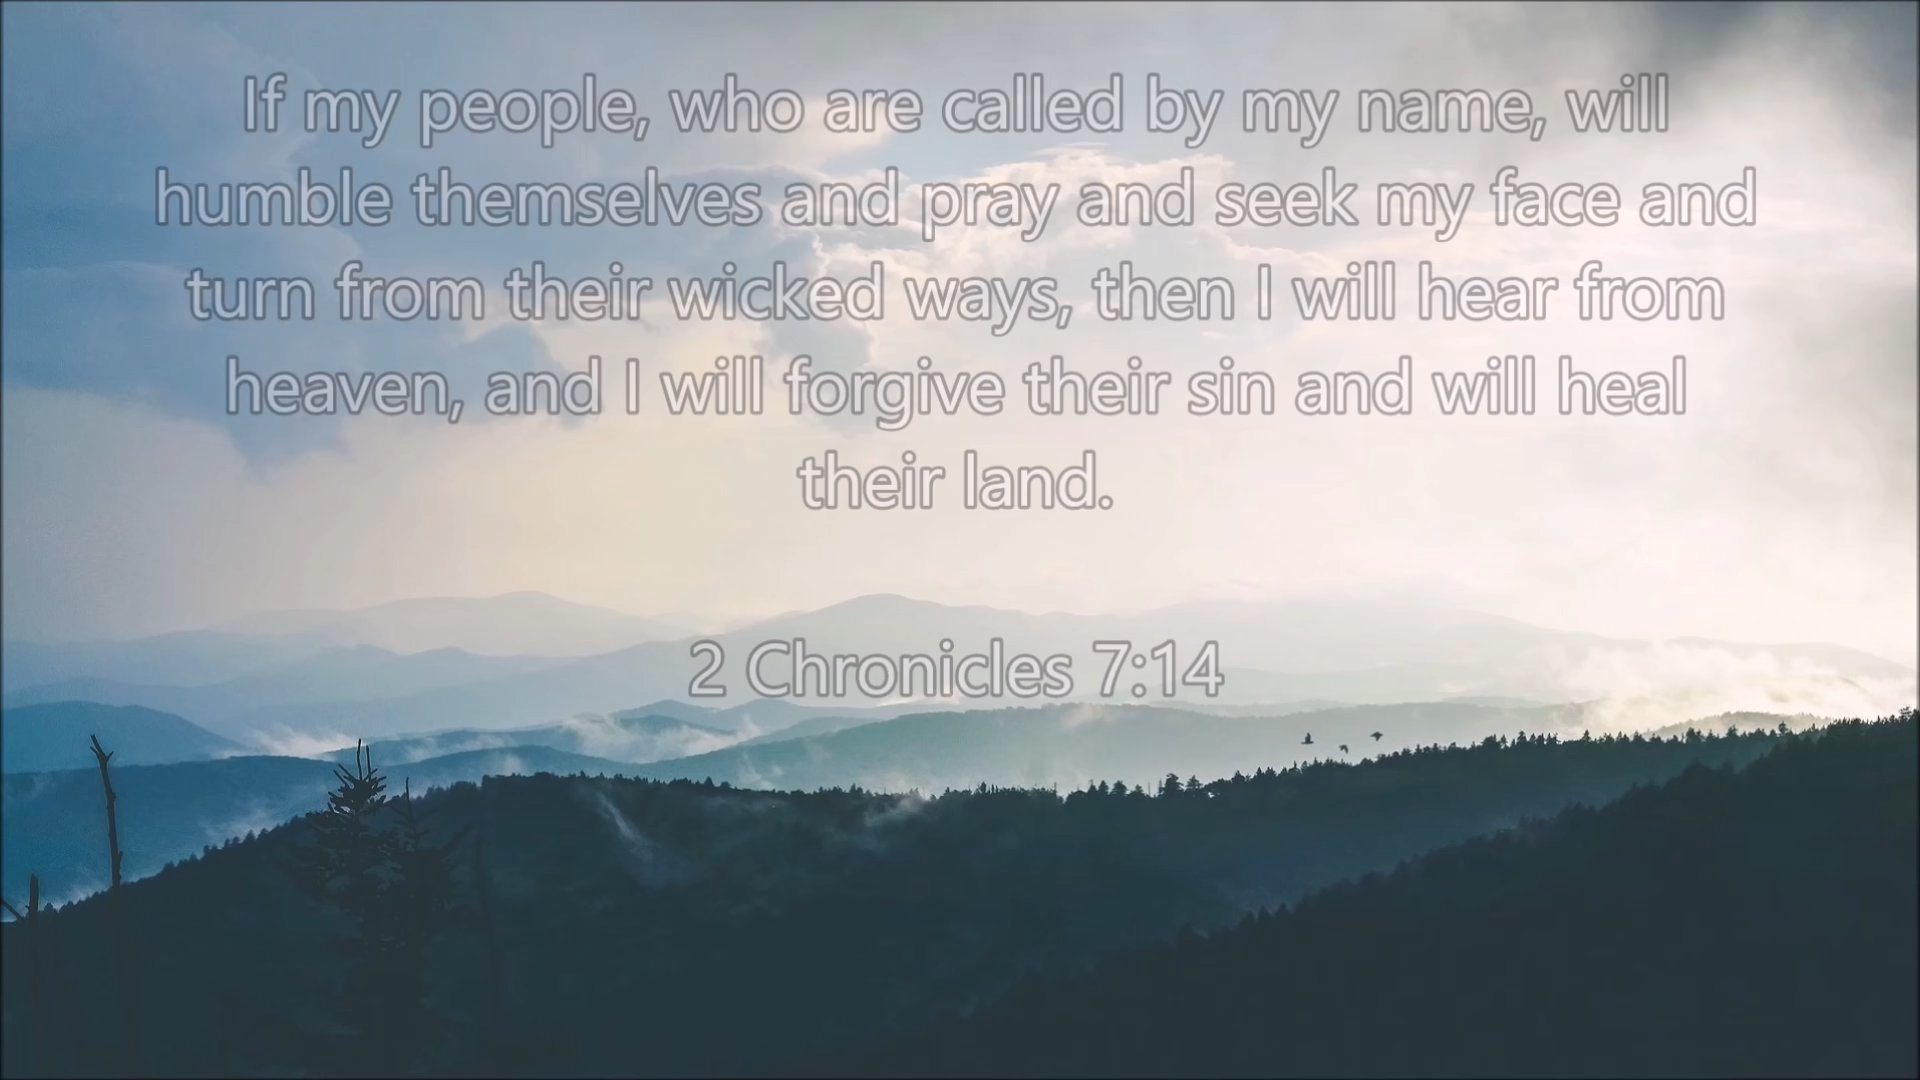 If my people, who are called by my name, will
humble themselves and pray and seek my face and
turn from their wicked ways, then I will hear from
heaven, and I will forgive their sin and will heal
their land.
2 Chronicles 7:14